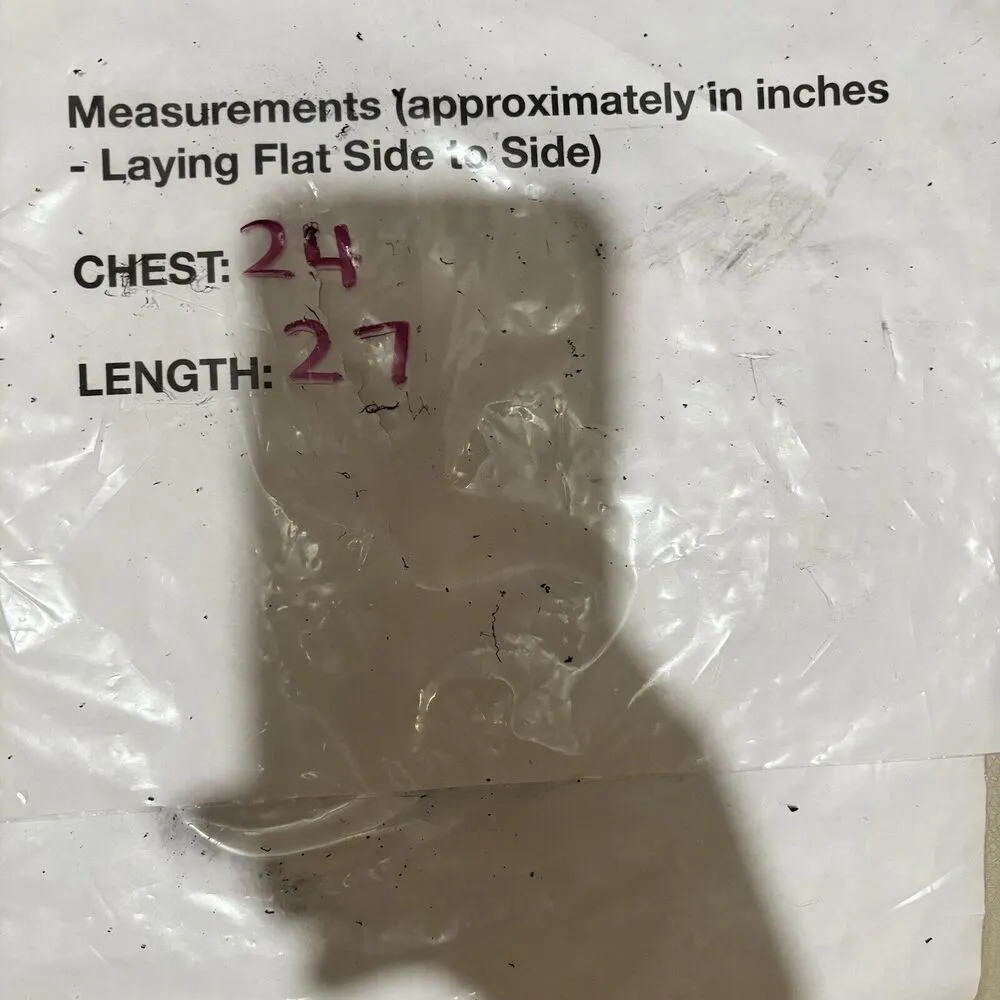 Measurements (approximately in inches
- Laying Flat Side to Side)
CHEST: 24
LENGTH: 27